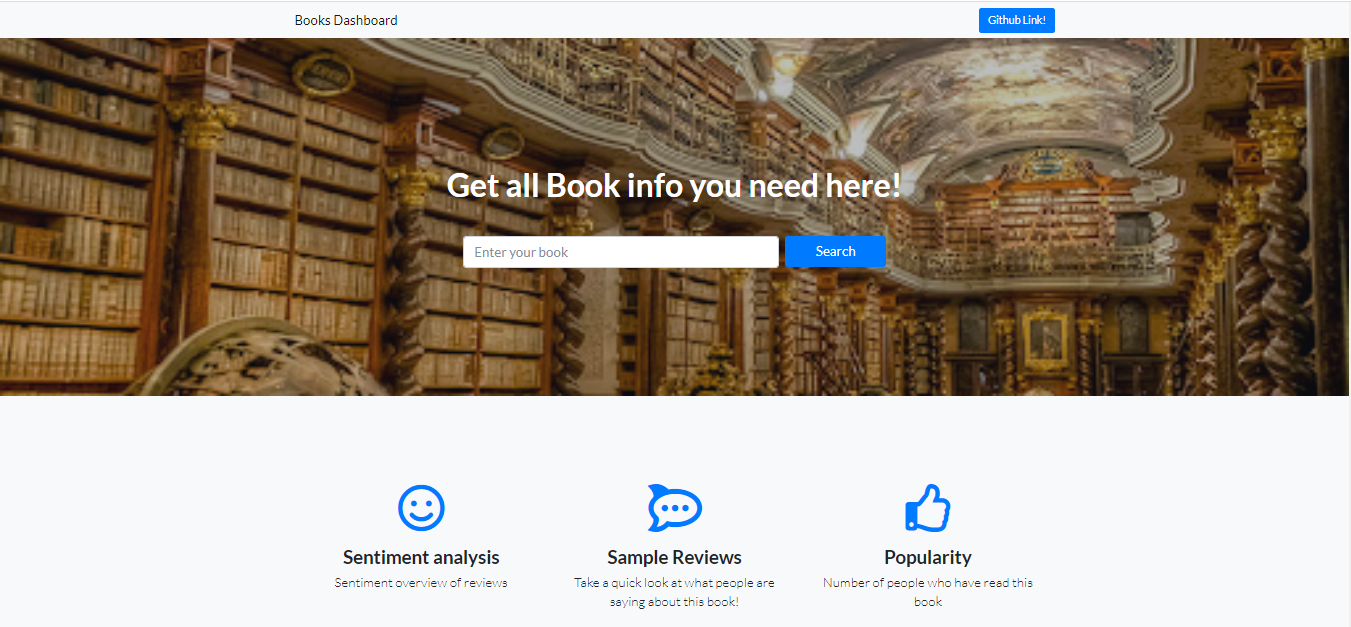 Books Dashboard
Github Link!
Get all Book info you need here!
Enter your book
Search
Sentiment analysis
Sentiment overview of reviews
Sample Reviews
Take a quick look at what people are
saying about this book!
Popularity
Number of people who have read this
book